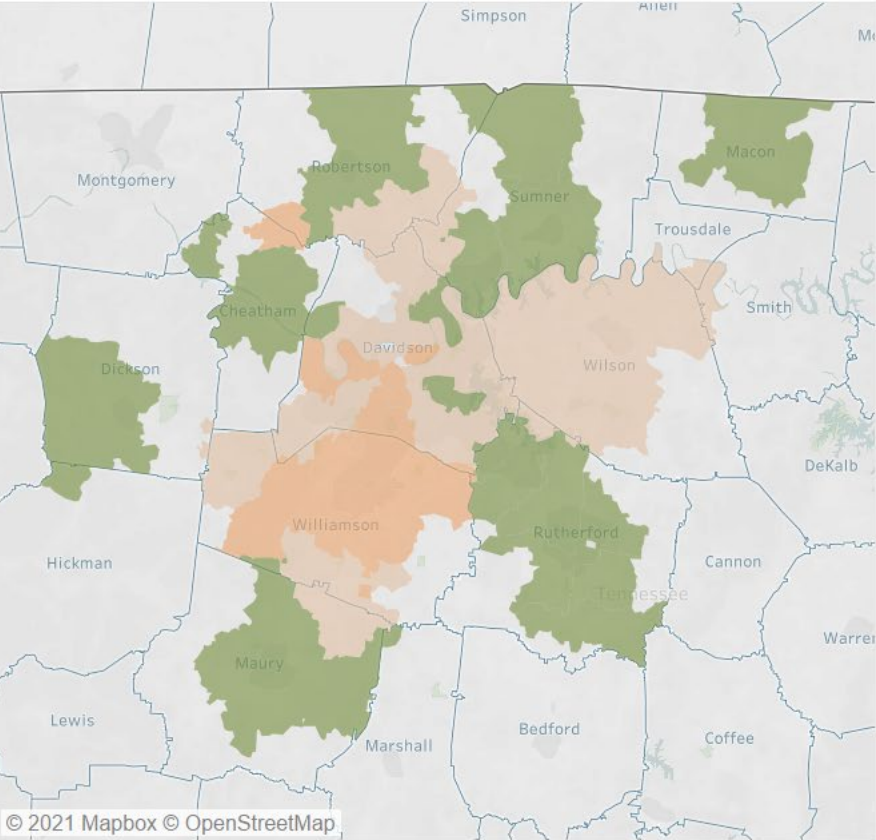 Simpson
Allen
Montgomery
Robertson
Macon
Sumner
Trousdale
Cheatham
Smith
Davidson
Dickson
Wilson
DeKalb
Williamson
Rutherford
Hickman
Cannon
Tennessee
Maury
Lewis
Bedford
Coffee
Marshall
© 2021 Mapbox © OpenStreetMap